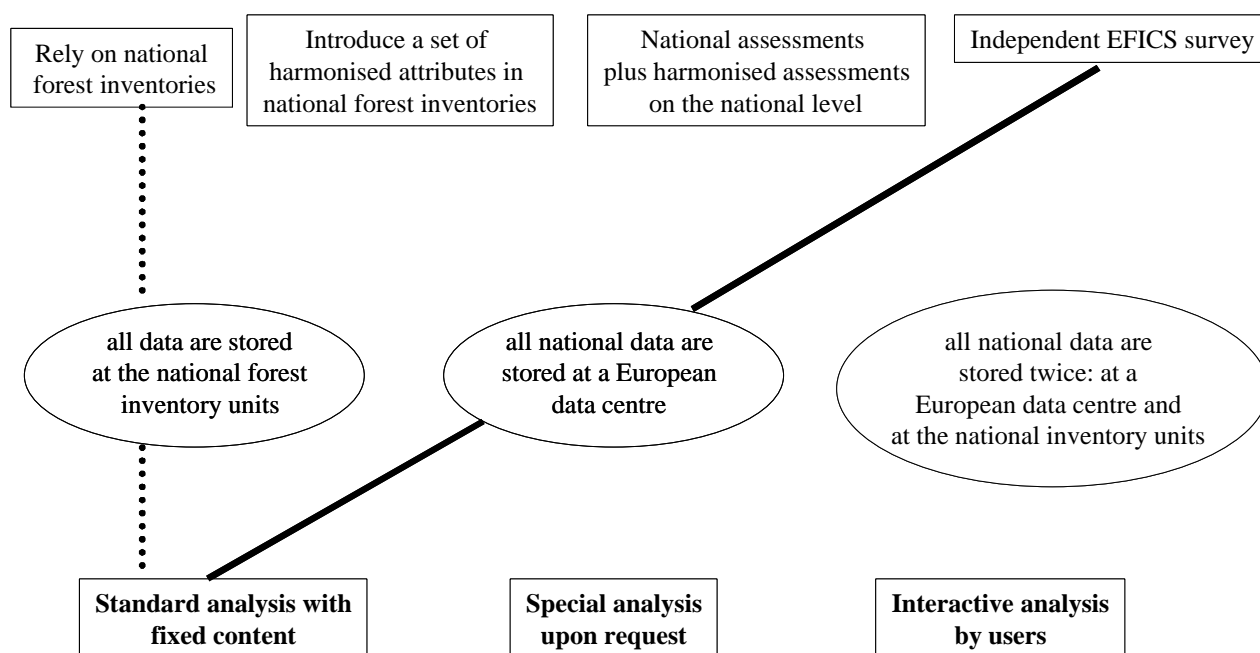 Rely on national
forest inventories
Introduce a set of
harmonised attributes in
national forest inventories
National assessments
plus harmonised assessments
on the national level
Independent EFICS survey
all data are stored
at the national forest
inventory units
all national data are
stored at a European
data centre
all national data are
stored twice: at a
European data centre and
at the national inventory units
Standard analysis with
fixed content
Special analysis
upon request
Interactive analysis
by users